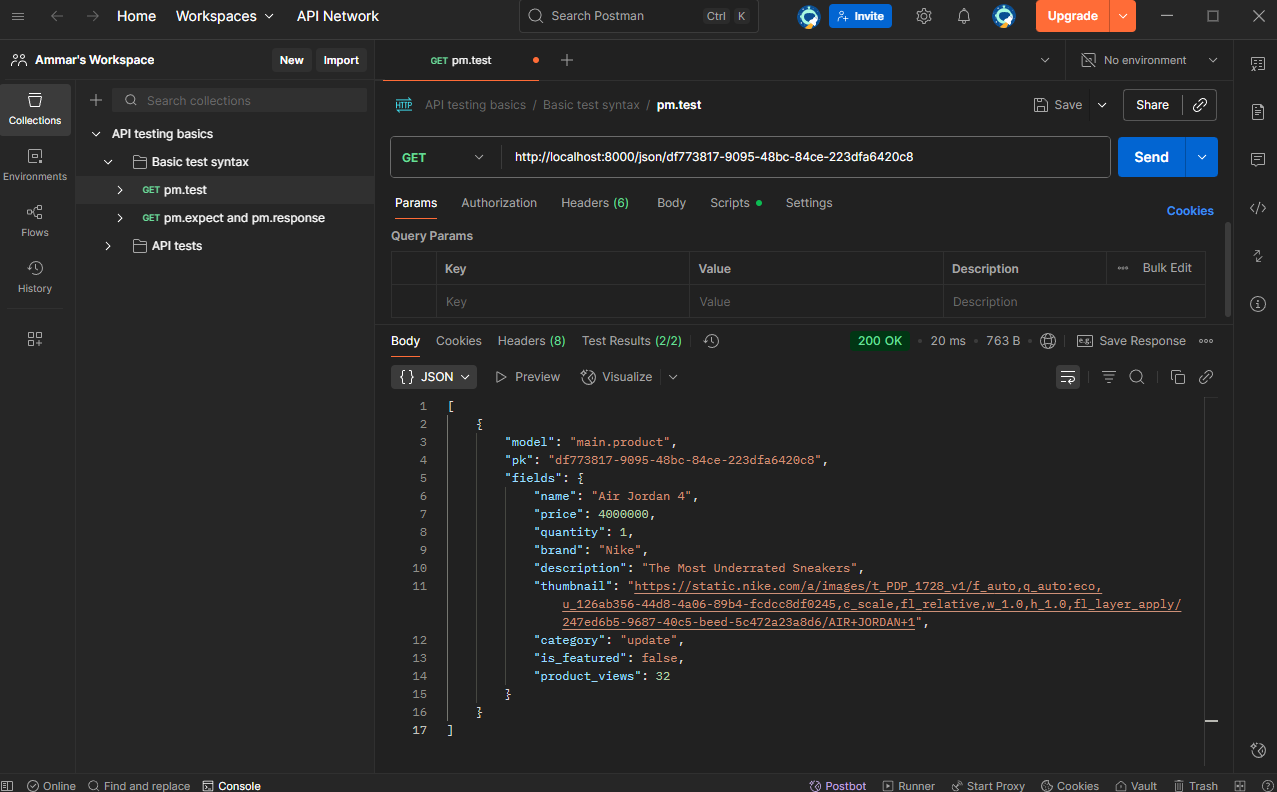 Home Workspaces API Network Search Postman Ctrl K Invite Upgrade
Ammar's Workspace New Import GET pm.test No environment
Collections
Environments
Flows
History
Search collections
API testing basics
Basic test syntax
GET pm.test
GET pm.expect and pm.response
API tests
HTTP API testing basics / Basic test syntax / pm.test Save Share
GET http://localhost:8000/json/df773817-9095-48bc-84ce-223dfa6420c8 Send
Params Authorization Headers (6) Body Scripts Settings Cookies
Query Params
Key Value Description Bulk Edit
Key Value Description
Body Cookies Headers (8) Test Results (2/2) 200 OK 20 ms 763 B e.g. Save Response
{} JSON Preview Visualize
1 [
2 {
3 "model": "main.product",
4 "pk": "df773817-9095-48bc-84ce-223dfa6420c8",
5 "fields": {
6 "name": "Air Jordan 4",
7 "price": 4000000,
8 "quantity": 1,
9 "brand": "Nike",
10 "description": "The Most Underrated Sneakers",
11 "thumbnail": "https://static.nike.com/a/images/t_PDP_1728_v1/f_auto,q_auto:eco,
u_126ab356-44d8-4a06-89b4-fcdcc8df0245,c_scale,fl_relative,w_1.0,h_1.0,fl_layer_apply/
247ed6b5-9687-40c5-beed-5c472a23a8d6/AIR+JORDAN+1",
12 "category": "update",
13 "is_featured": false,
14 "product_views": 32
15 }
16 }
17 ]
Online Find and replace Console Postbot Runner Start Proxy Cookies Vault Trash